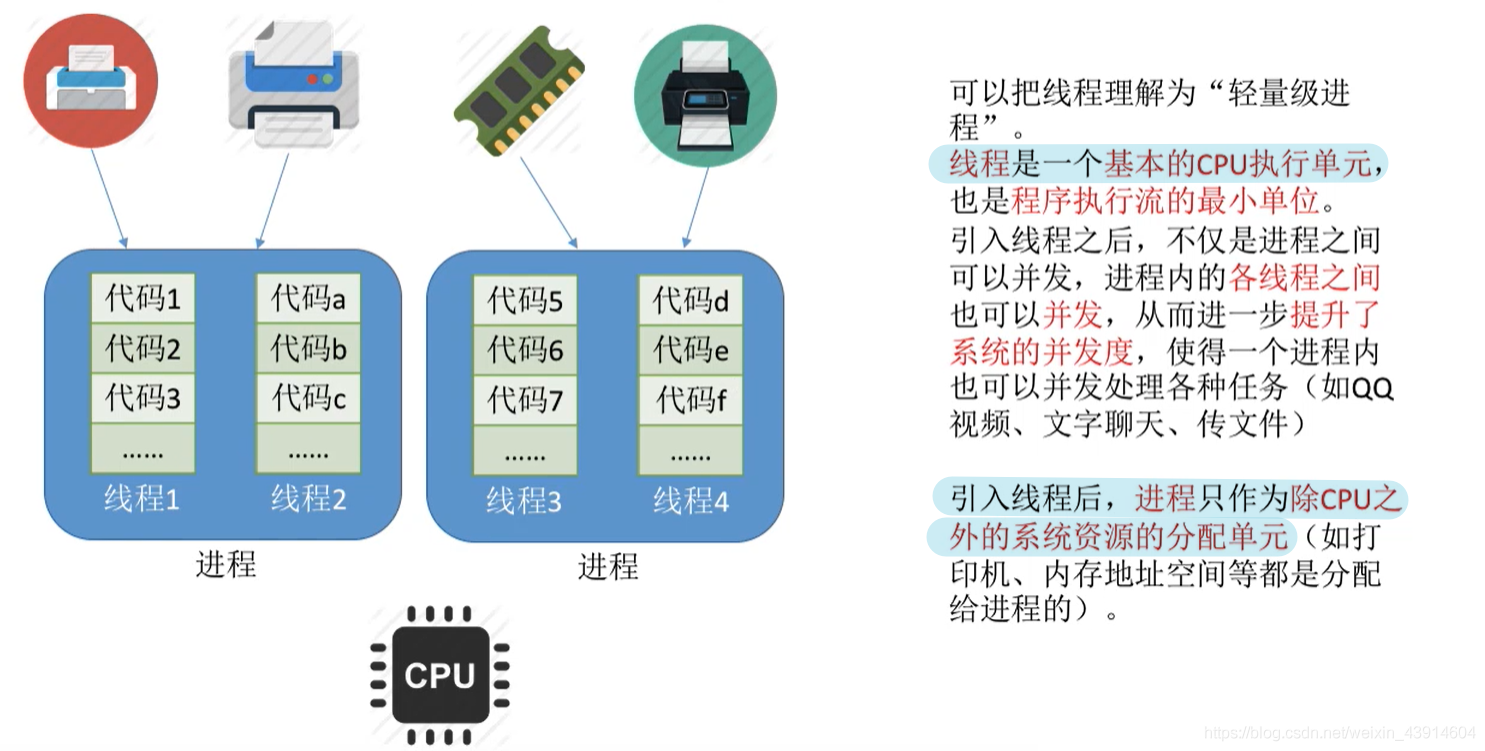 代码1
代码2
代码3
......
线程1
代码a
代码b
代码c
......
线程2
进程
代码5
代码6
代码7
......
线程3
代码d
代码e
代码f
......
线程4
进程
CPU
可以把线程理解为“轻量级进
程”。
线程是一个基本的CPU执行单元，
也是程序执行流的最小单位。
引入线程之后，不仅是进程之间
可以并发，进程内的各线程之间
也可以并发，从而进一步提升了
系统的并发度，使得一个进程内
也可以并发处理各种任务（如QQ
视频、文字聊天、传文件）
引入线程后，进程只作为除CPU之
外的系统资源的分配单元（如打
印机、内存地址空间等都是分配
给进程的）。
https://blog.csdn.net/weixin_43914604